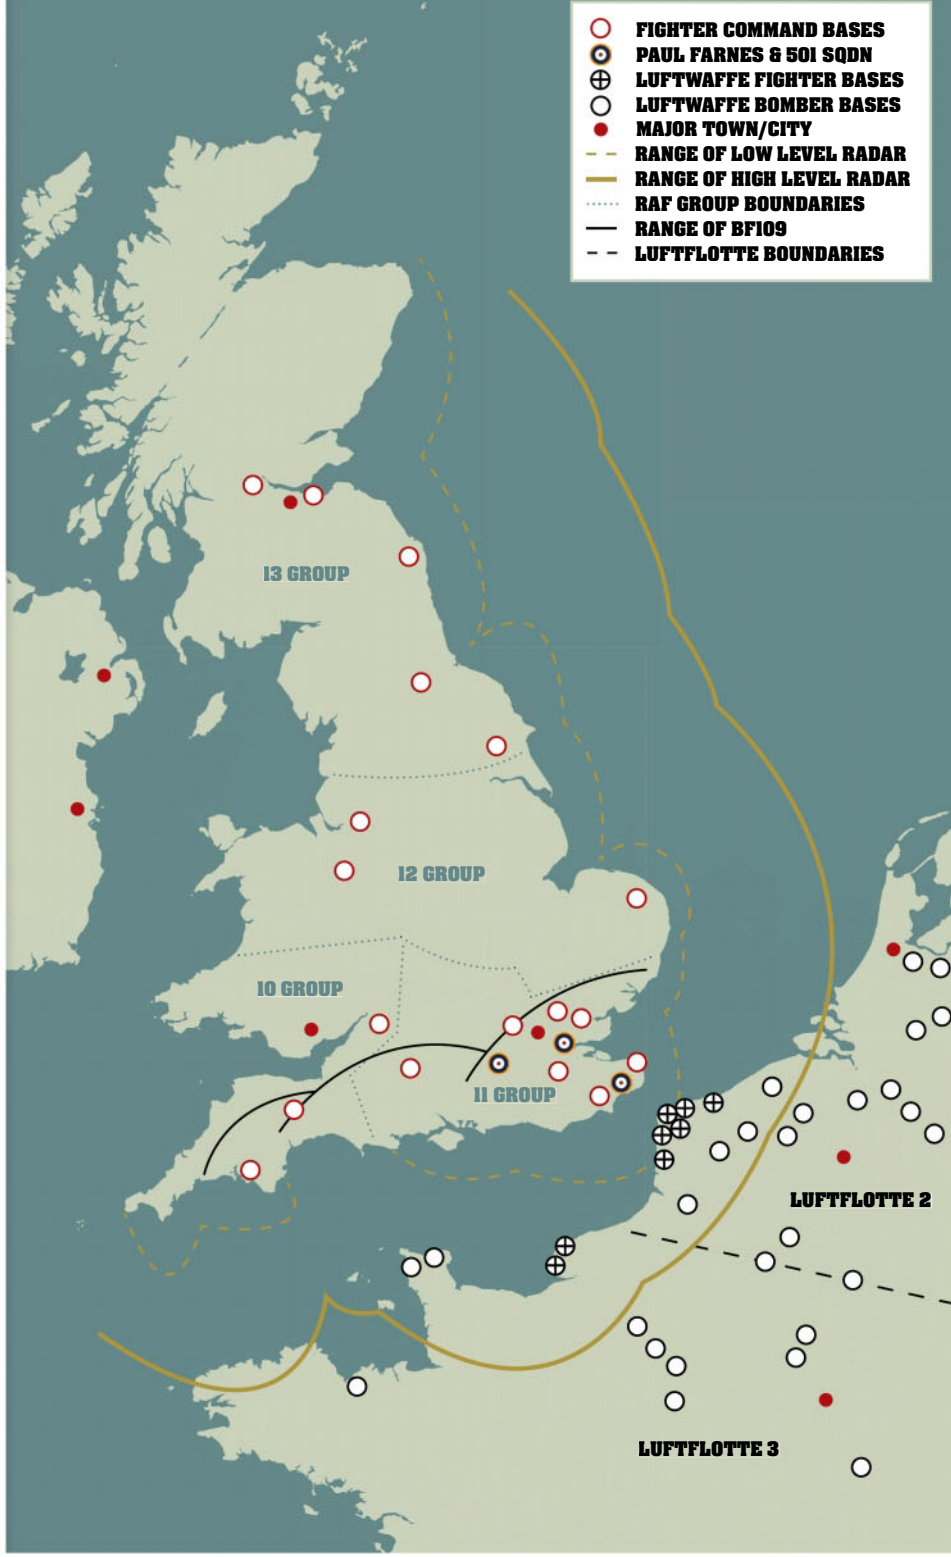 FIGHTER COMMAND BASES
PAUL FARNES & 501 SQDN
LUFTWAFFE FIGHTER BASES
LUFTWAFFE BOMBER BASES
MAJOR TOWN/CITY
RANGE OF LOW LEVEL RADAR
RANGE OF HIGH LEVEL RADAR
RAF GROUP BOUNDARIES
RANGE OF BF109
LUFTFLOTTE BOUNDARIES
13 GROUP
12 GROUP
10 GROUP
11 GROUP
LUFTFLOTTE 2
LUFTFLOTTE 3